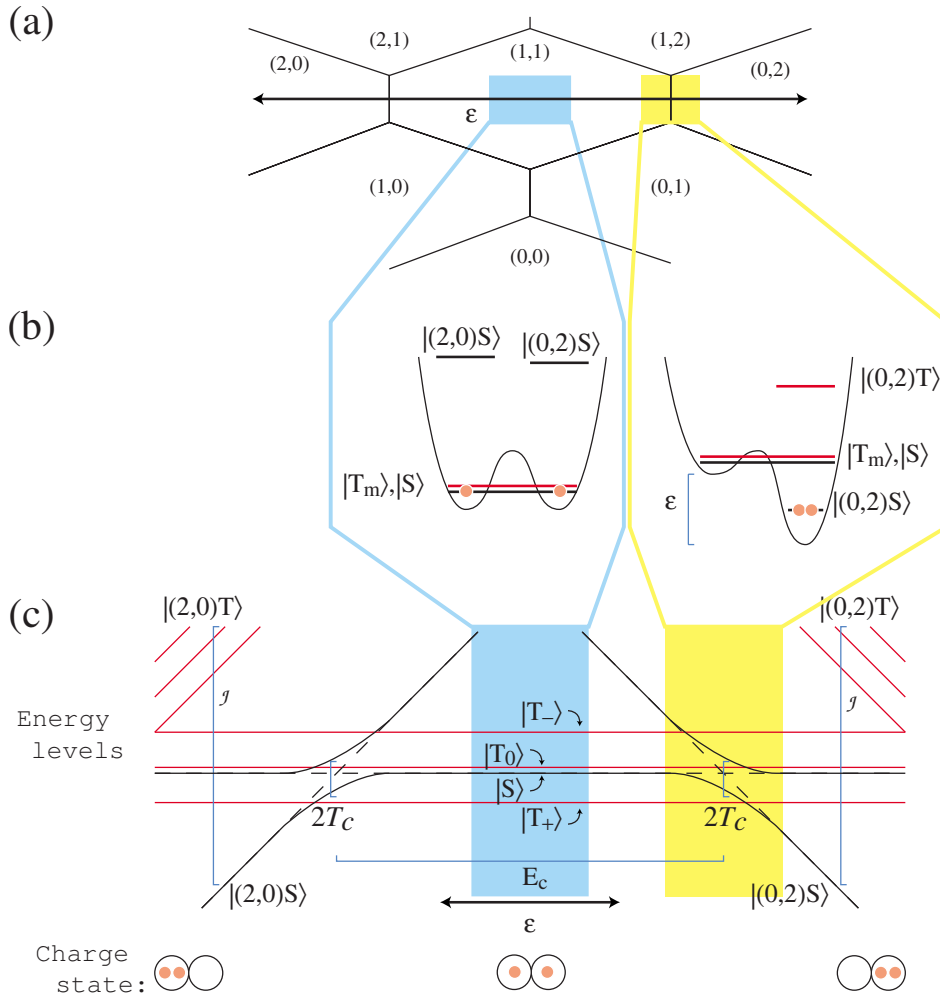 (a)
(2,0)
(2,1)
(1,1)
(1,2)
(0,2)
ε
(1,0)
(0,1)
(0,0)
(b)
|(2,0)S⟩
|(0,2)S⟩
|(0,2)T⟩
|Tm⟩,|S⟩
|Tm⟩,|S⟩
ε
|(0,2)S⟩
(c)
|(2,0)T⟩
|(0,2)T⟩
J
J
Energy
levels
|T−⟩
|T0⟩
|S⟩
|T+⟩
2Tc
2Tc
Ec
|(2,0)S⟩
|(0,2)S⟩
ε
Charge
state: